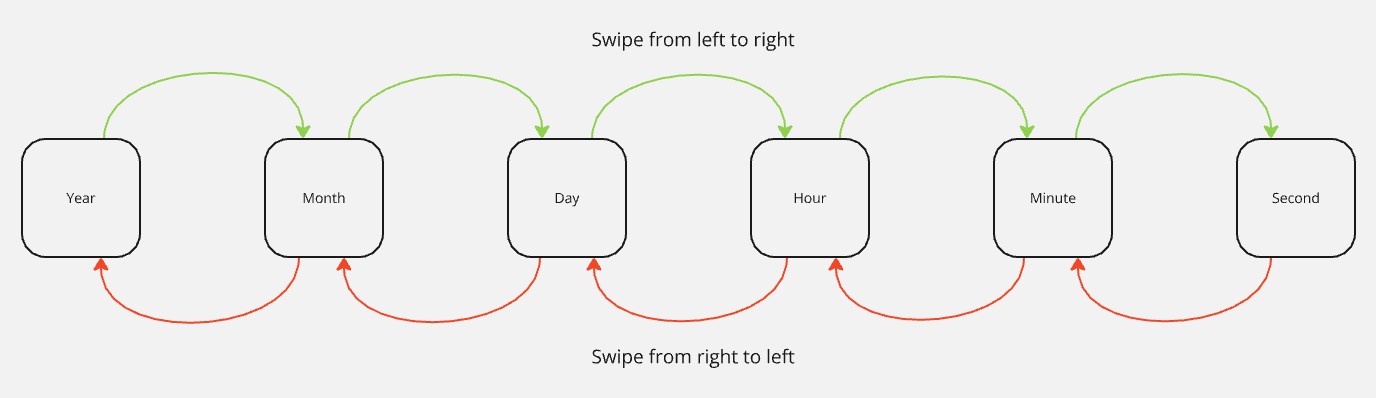 Swipe from left to right
Year
Month
Day
Hour
Minute
Second
Swipe from right to left